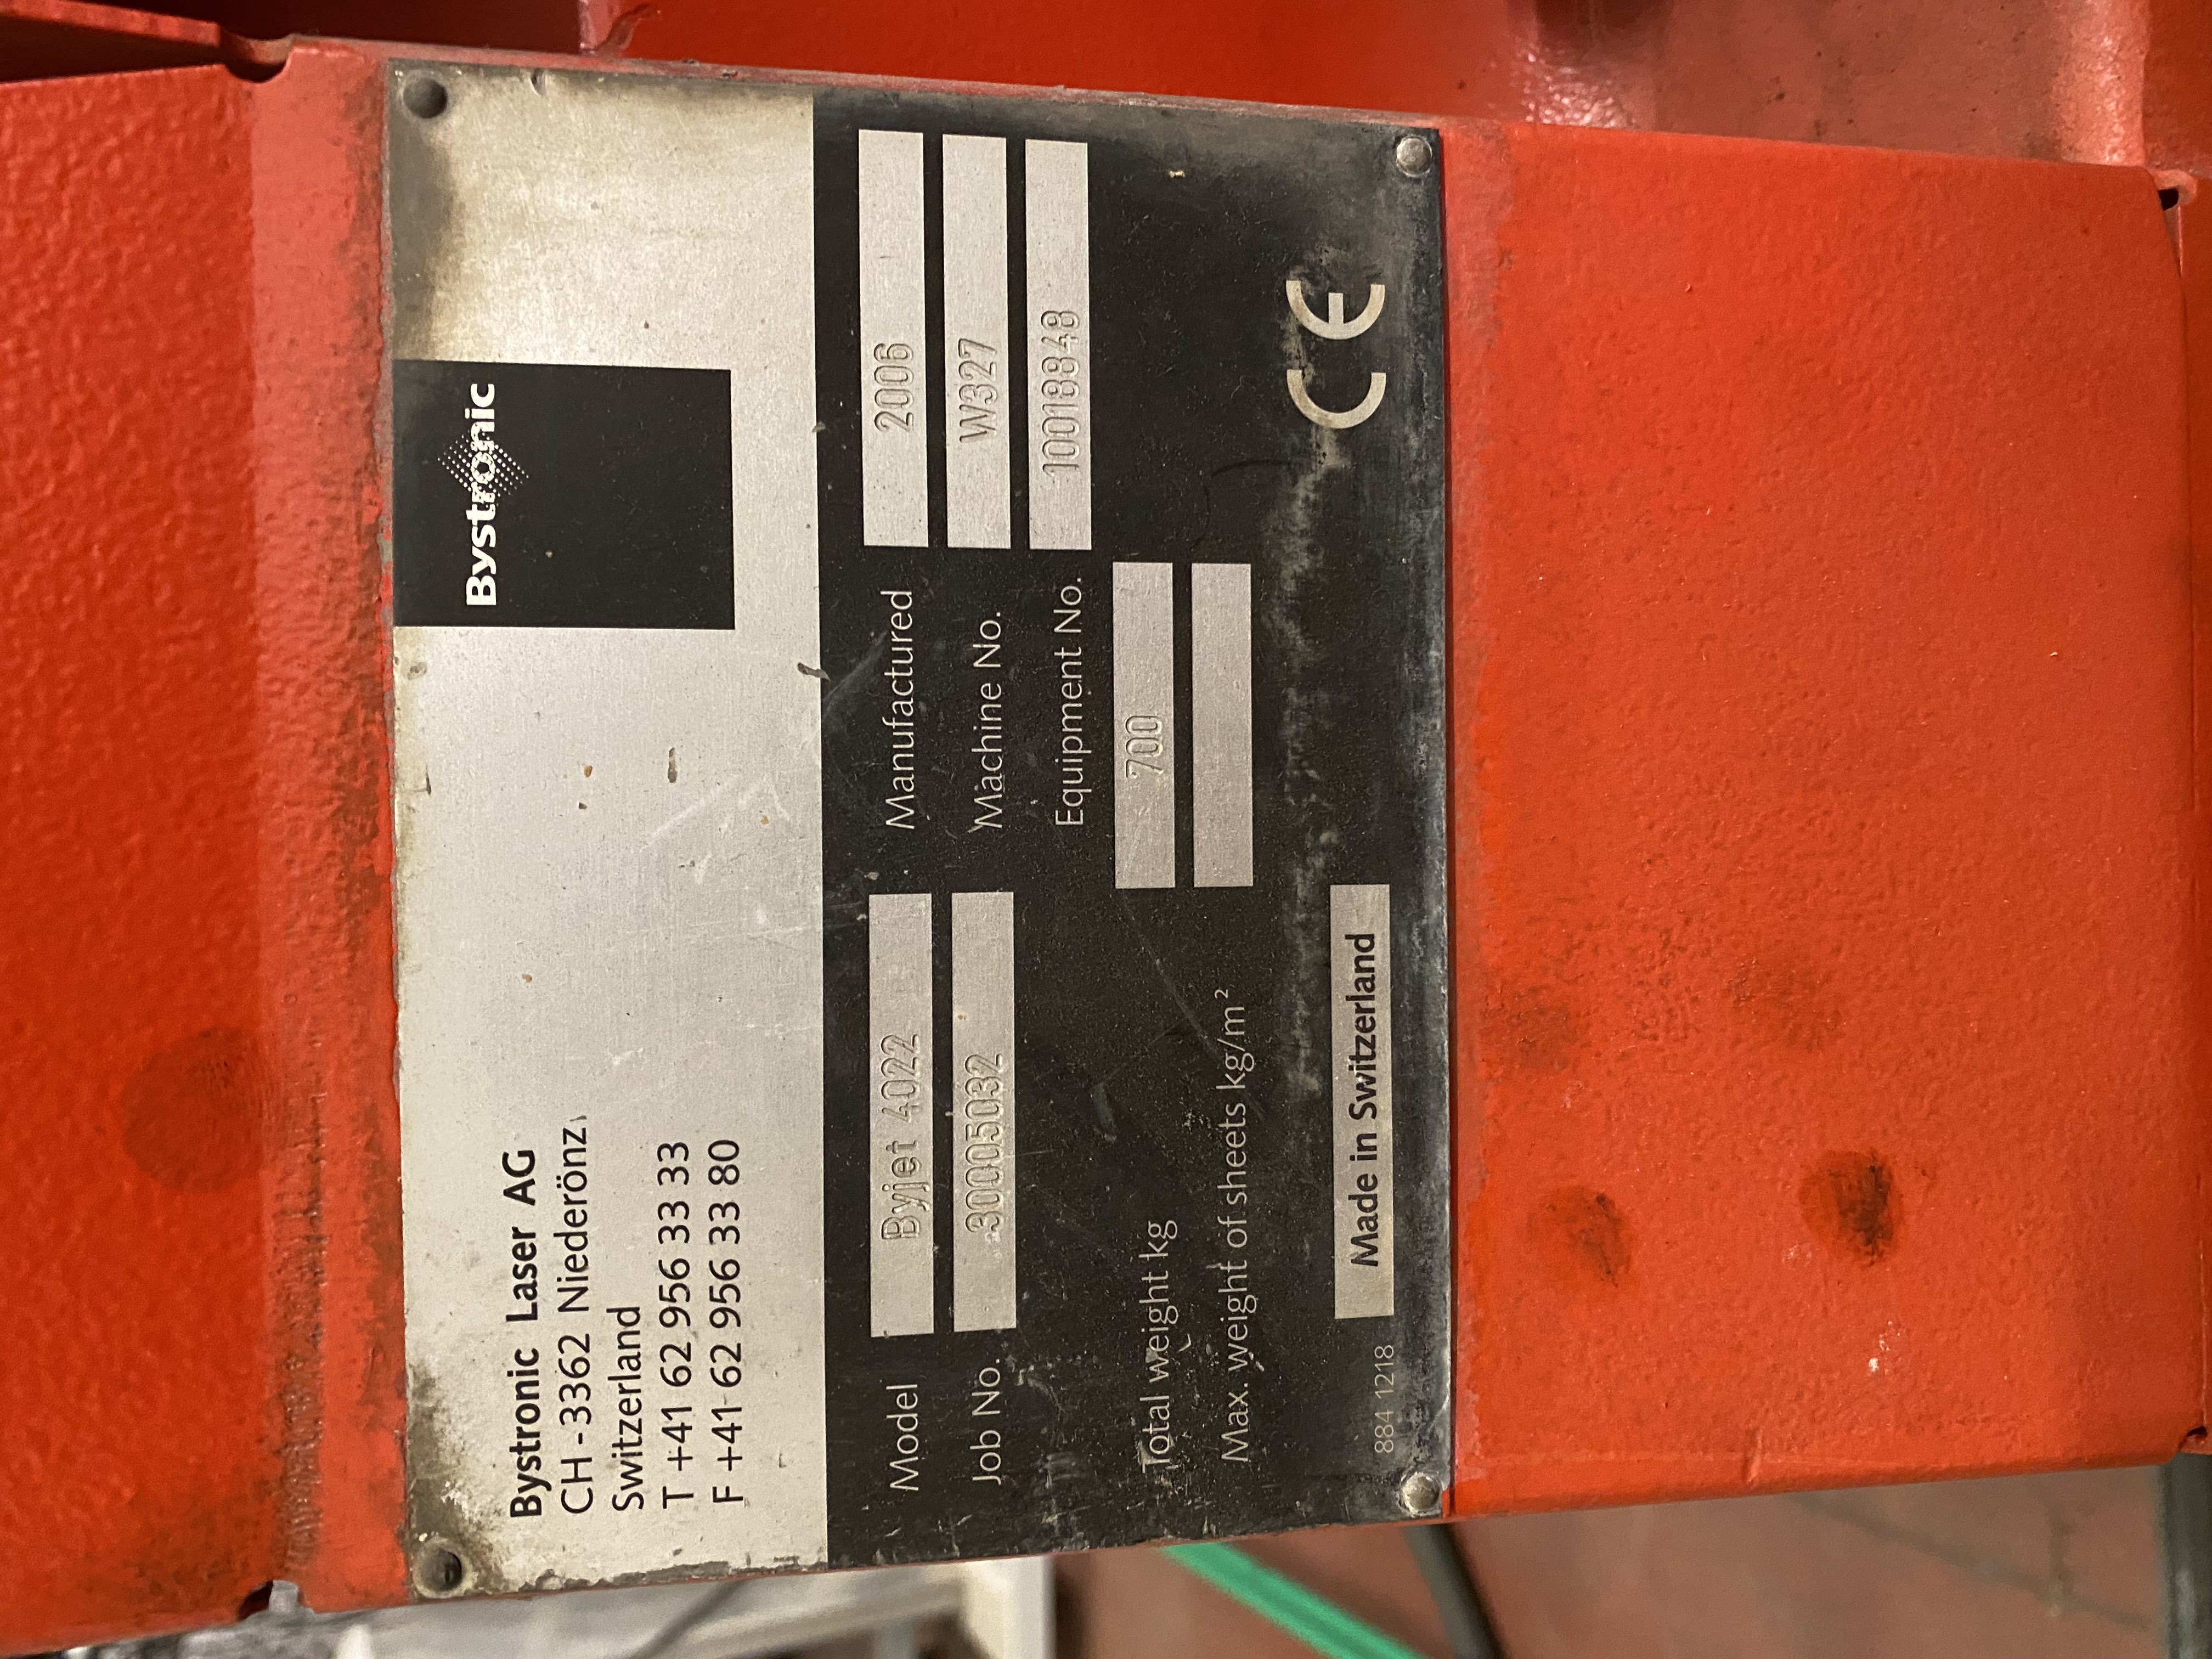 Bystronic
Bystronic Laser AG
CH-3362 Niederönz
Switzerland
T +41 62 956 33 33
F +41 62 956 33 80
Model Byjet 4022 Manufactured 2006
Job No. 30005032 Machine No. W327
Equipment No. 10018848
Total weight kg 700
Max. weight of sheets kg/m²
884 1218 Made in Switzerland CE